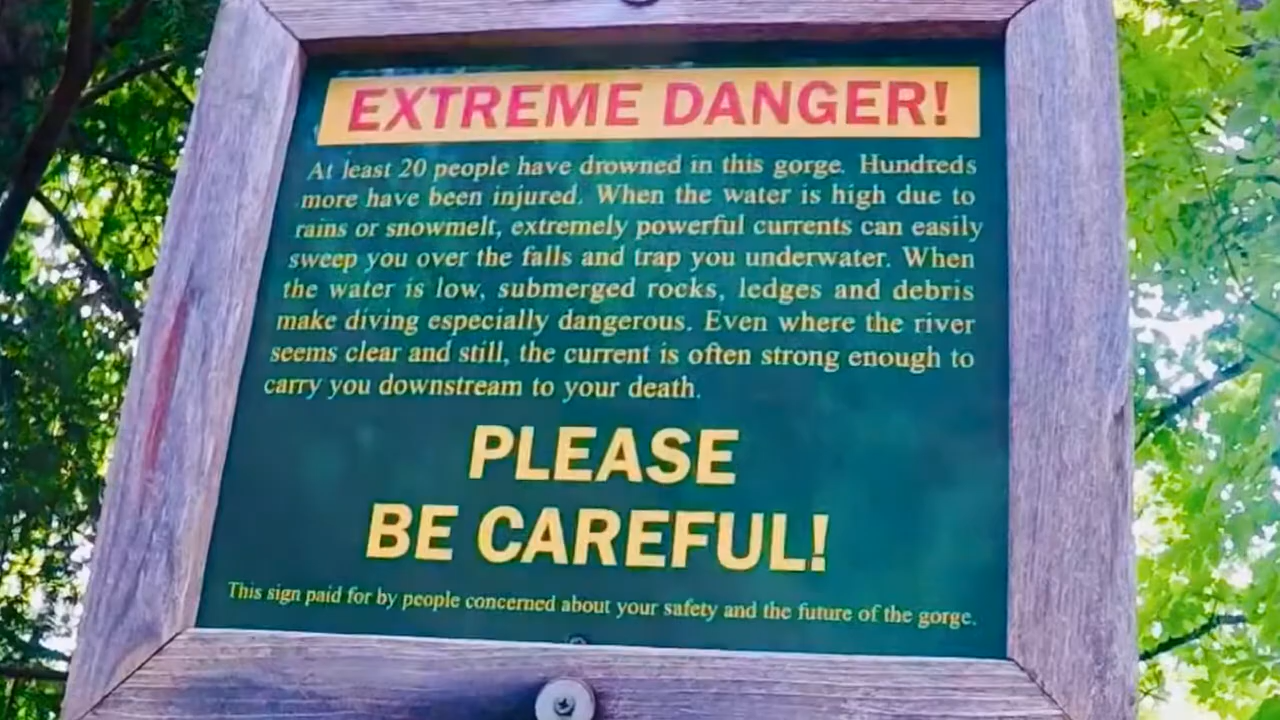 EXTREME DANGER!
At least 20 people have drowned in this gorge. Hundreds
more have been injured. When the water is high due to
rains or snowmelt, extremely powerful currents can easily
sweep you over the falls and trap you underwater. When
the water is low, submerged rocks, ledges and debris
make diving especially dangerous. Even where the river
seems clear and still, the current is often strong enough to
carry you downstream to your death.
PLEASE
BE CAREFUL!
This sign paid for by people concerned about your safety and the future of the gorge.